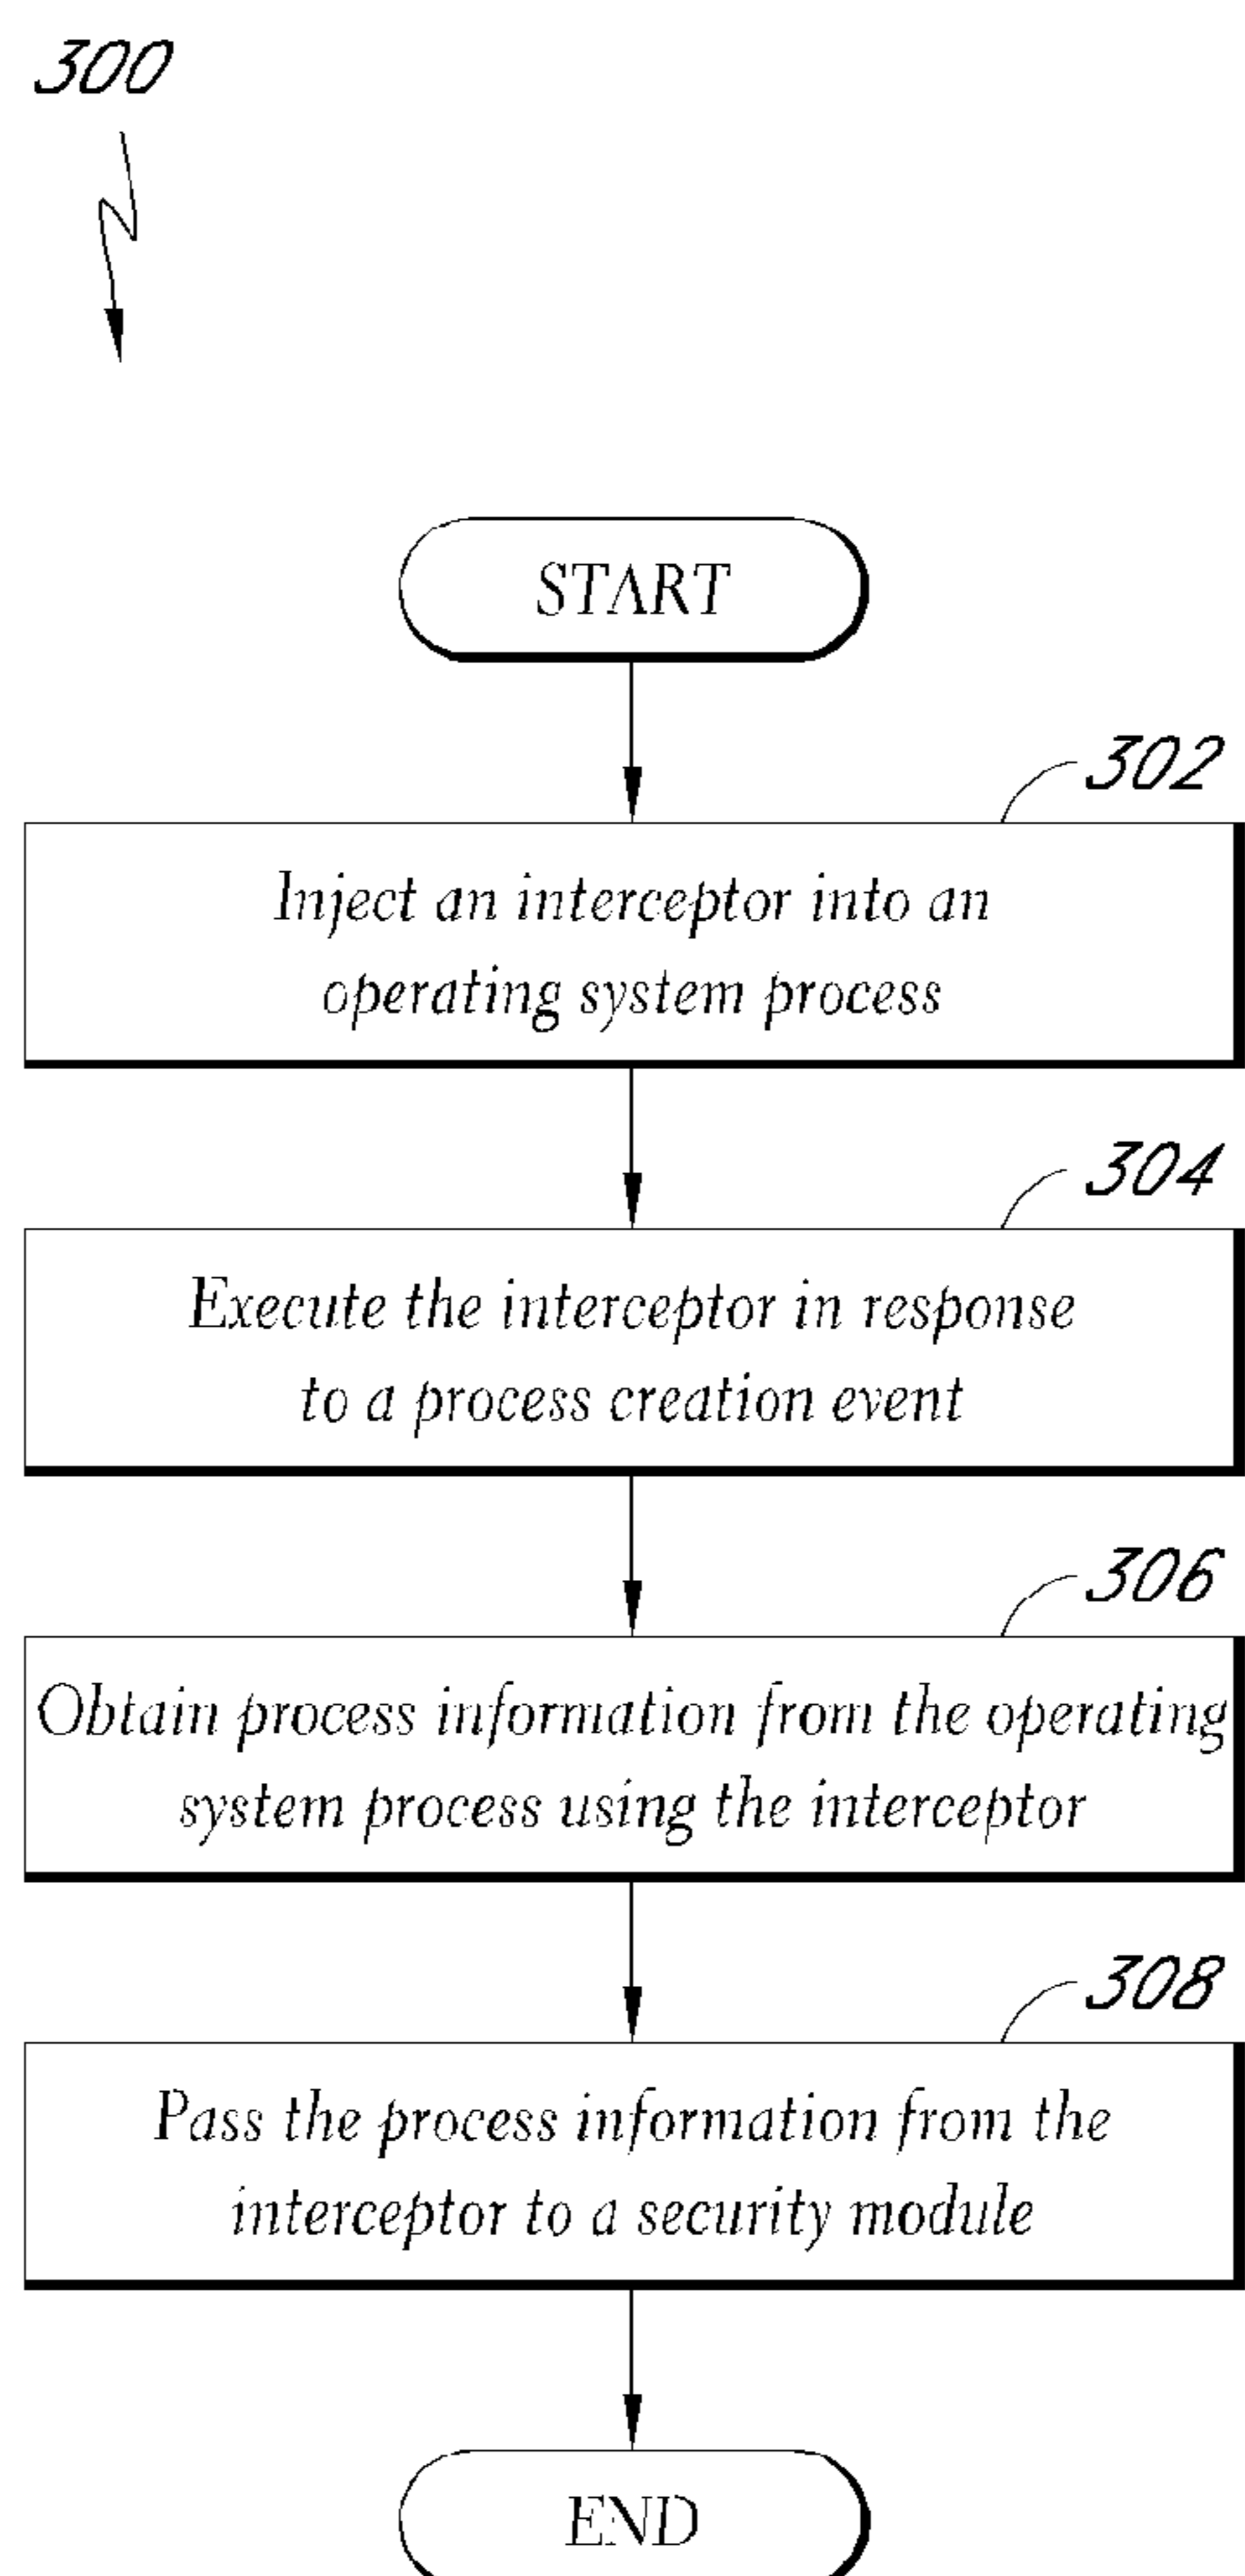 300
START
302
Inject an interceptor into an
operating system process
304
Execute the interceptor in response
to a process creation event
306
Obtain process information from the operating
system process using the interceptor
308
Pass the process information from the
interceptor to a security module
END